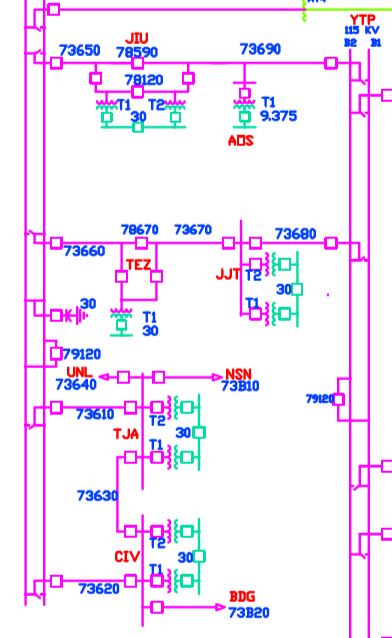 YTP
115 KV
B2 B1
JIU
73650 78590 73690
78120
T1 T2
30
T1
9.375
78670 73670 73680
73660
TEZ
JJT T2
30
T1
30
T1
30
79120
UNL NSN
73640 73B10
79120
73610
T2
TJA 30
T1
73630
T2
CIV 30
T1
73620
BDG
73B20